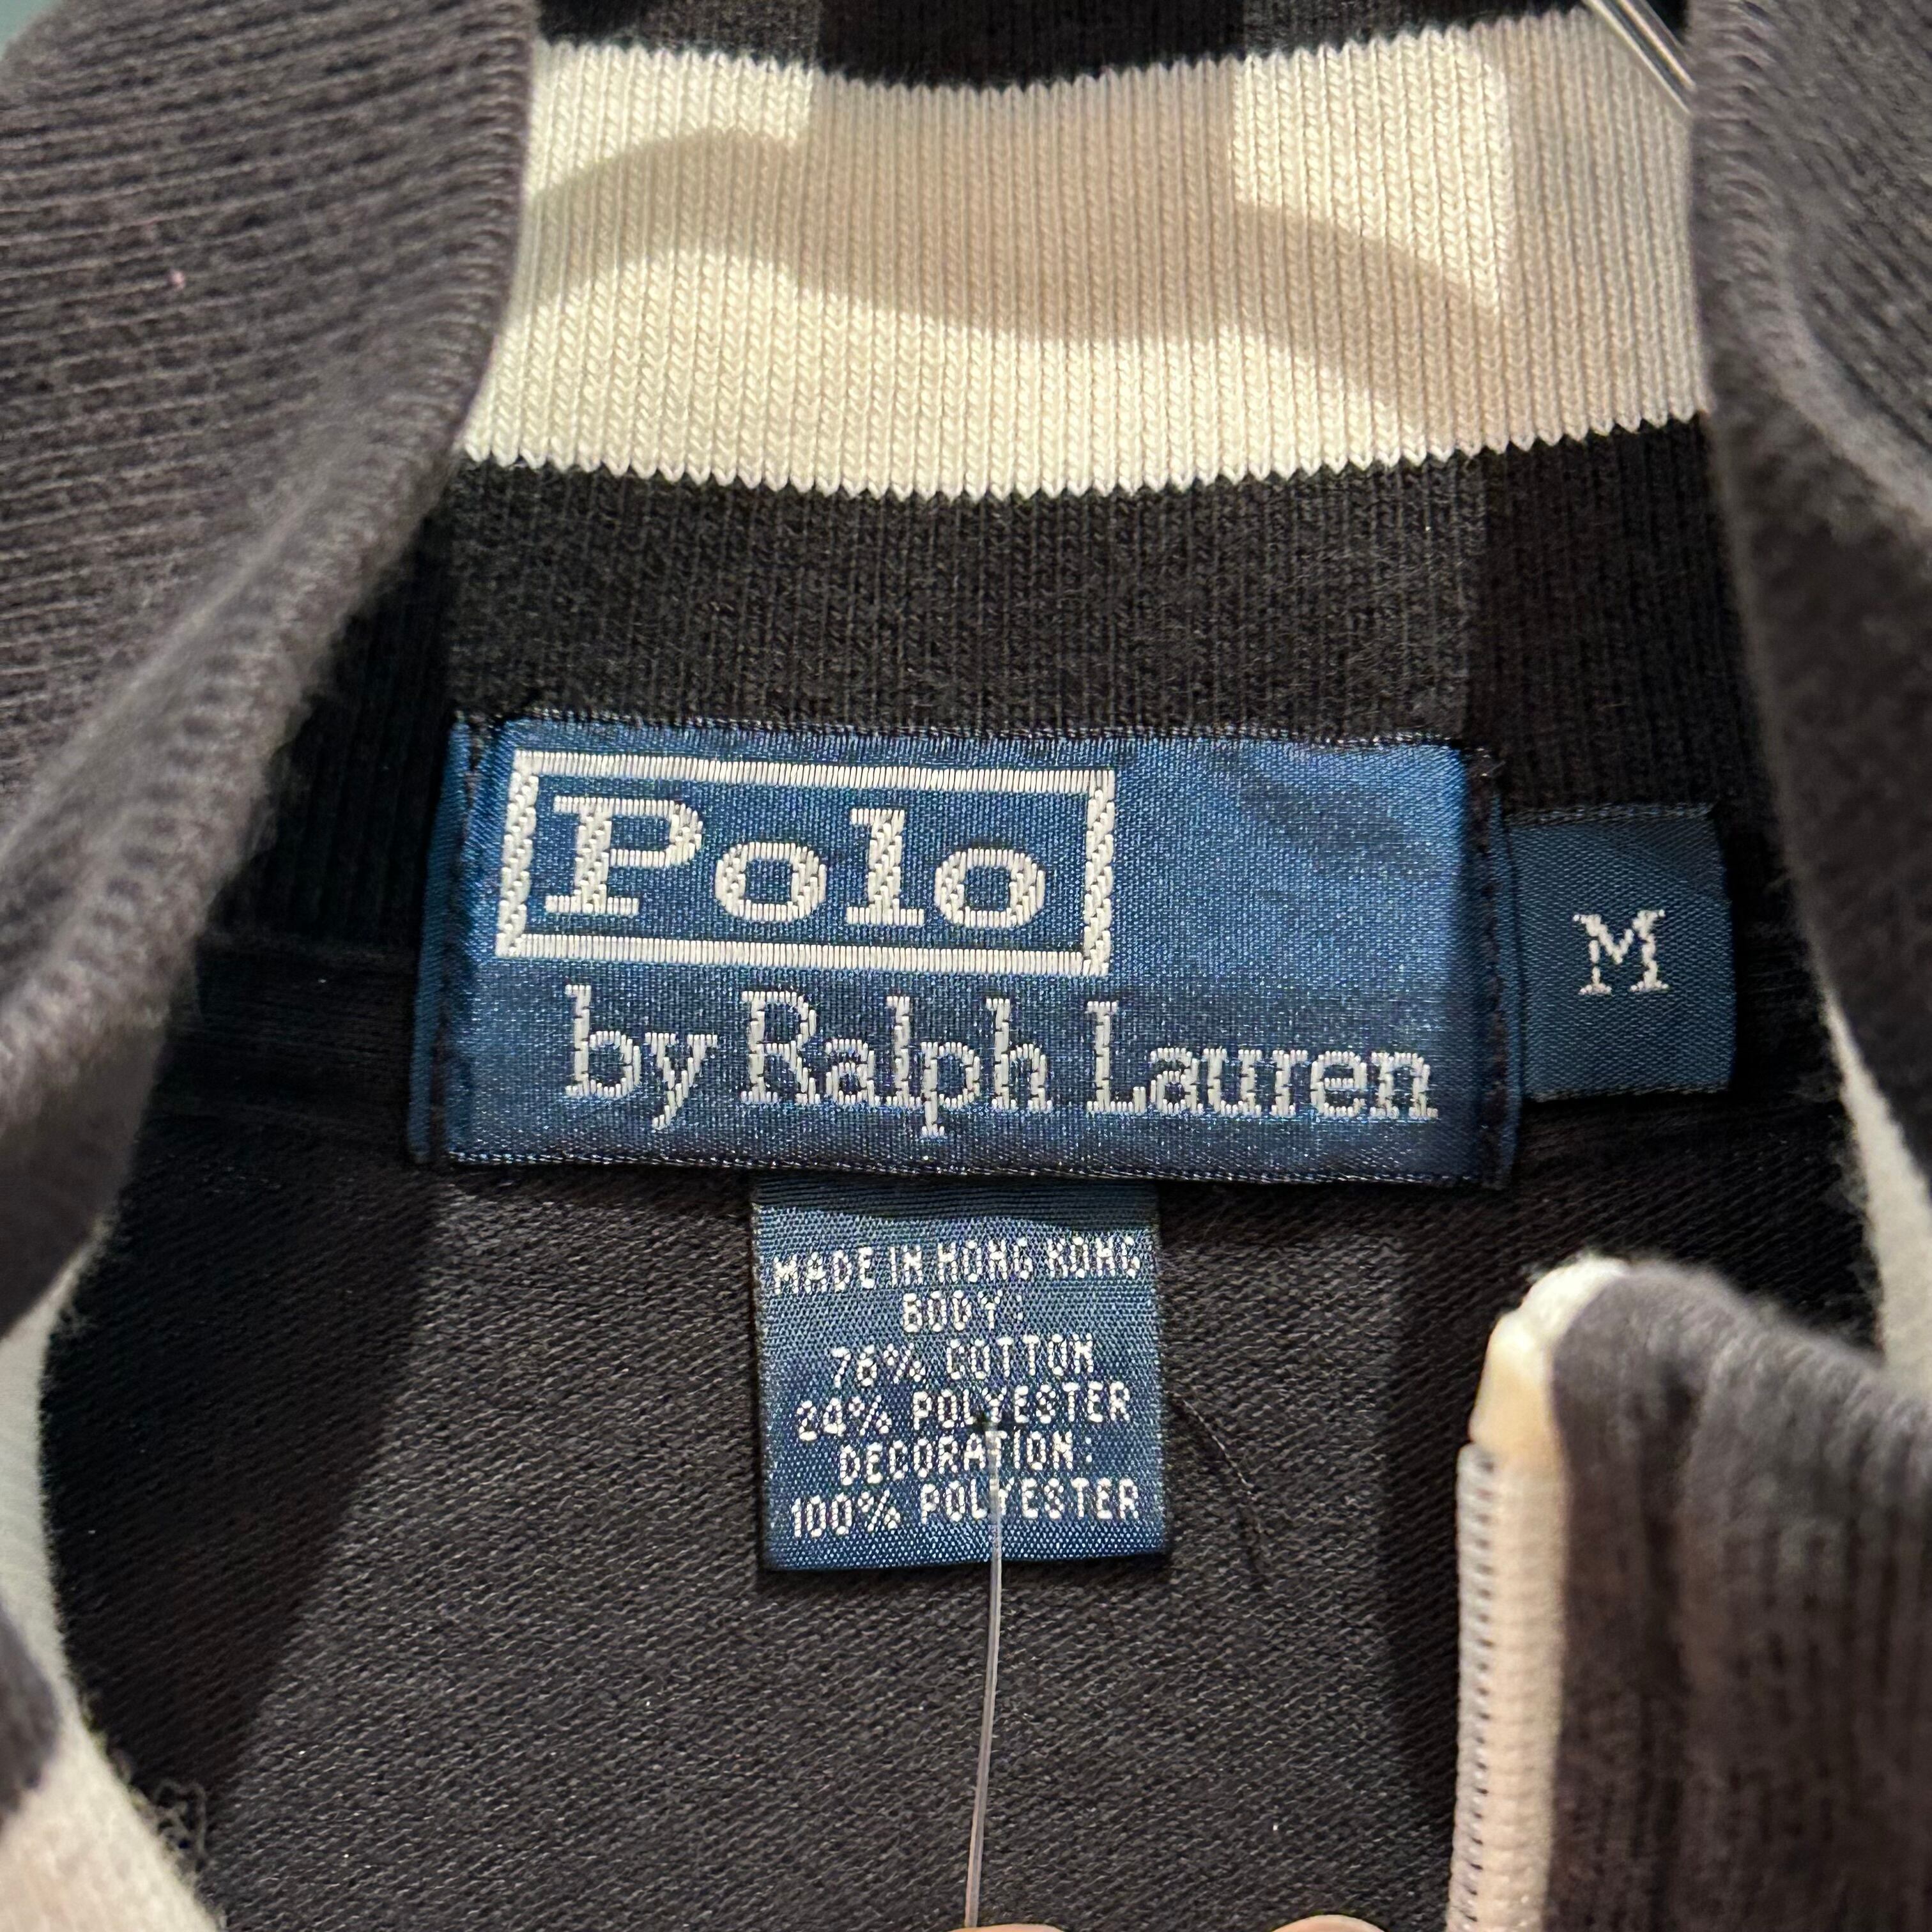 Polo
by Ralph Lauren
M
MADE IN HONG KONG
BODY:
76% COTTON
24% POLYESTER
DECORATION:
100% POLYESTER